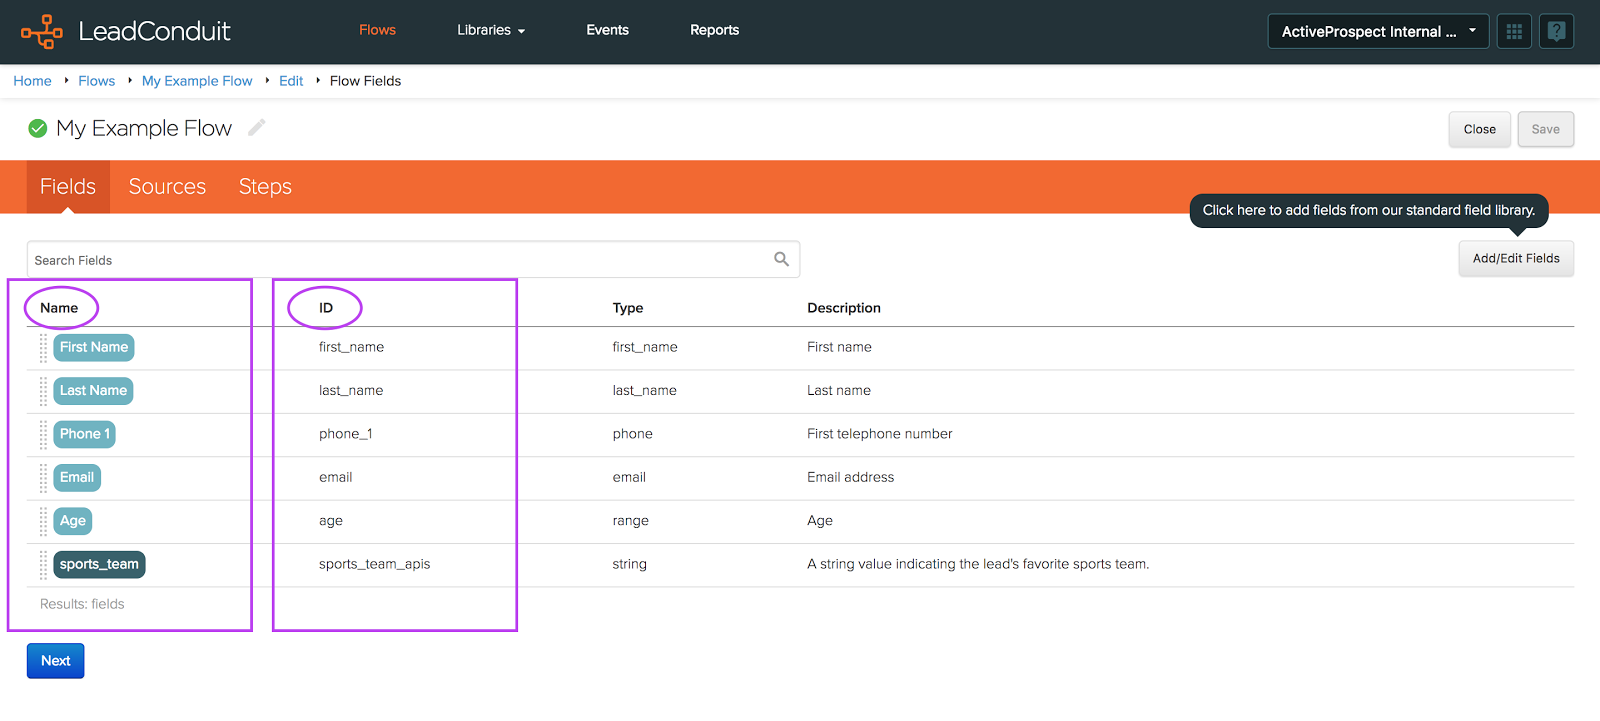 LeadConduit Flows Libraries Events Reports ActiveProspect Internal ...
Home Flows My Example Flow Edit Flow Fields
My Example Flow Close Save
Fields Sources Steps
Click here to add fields from our standard field library.
Search Fields Add/Edit Fields
Name ID Type Description
First Name first_name first_name First name
Last Name last_name last_name Last name
Phone 1 phone_1 phone First telephone number
Email email email Email address
Age age range Age
sports_team sports_team_apis string A string value indicating the lead's favorite sports team.
Results: fields
Next